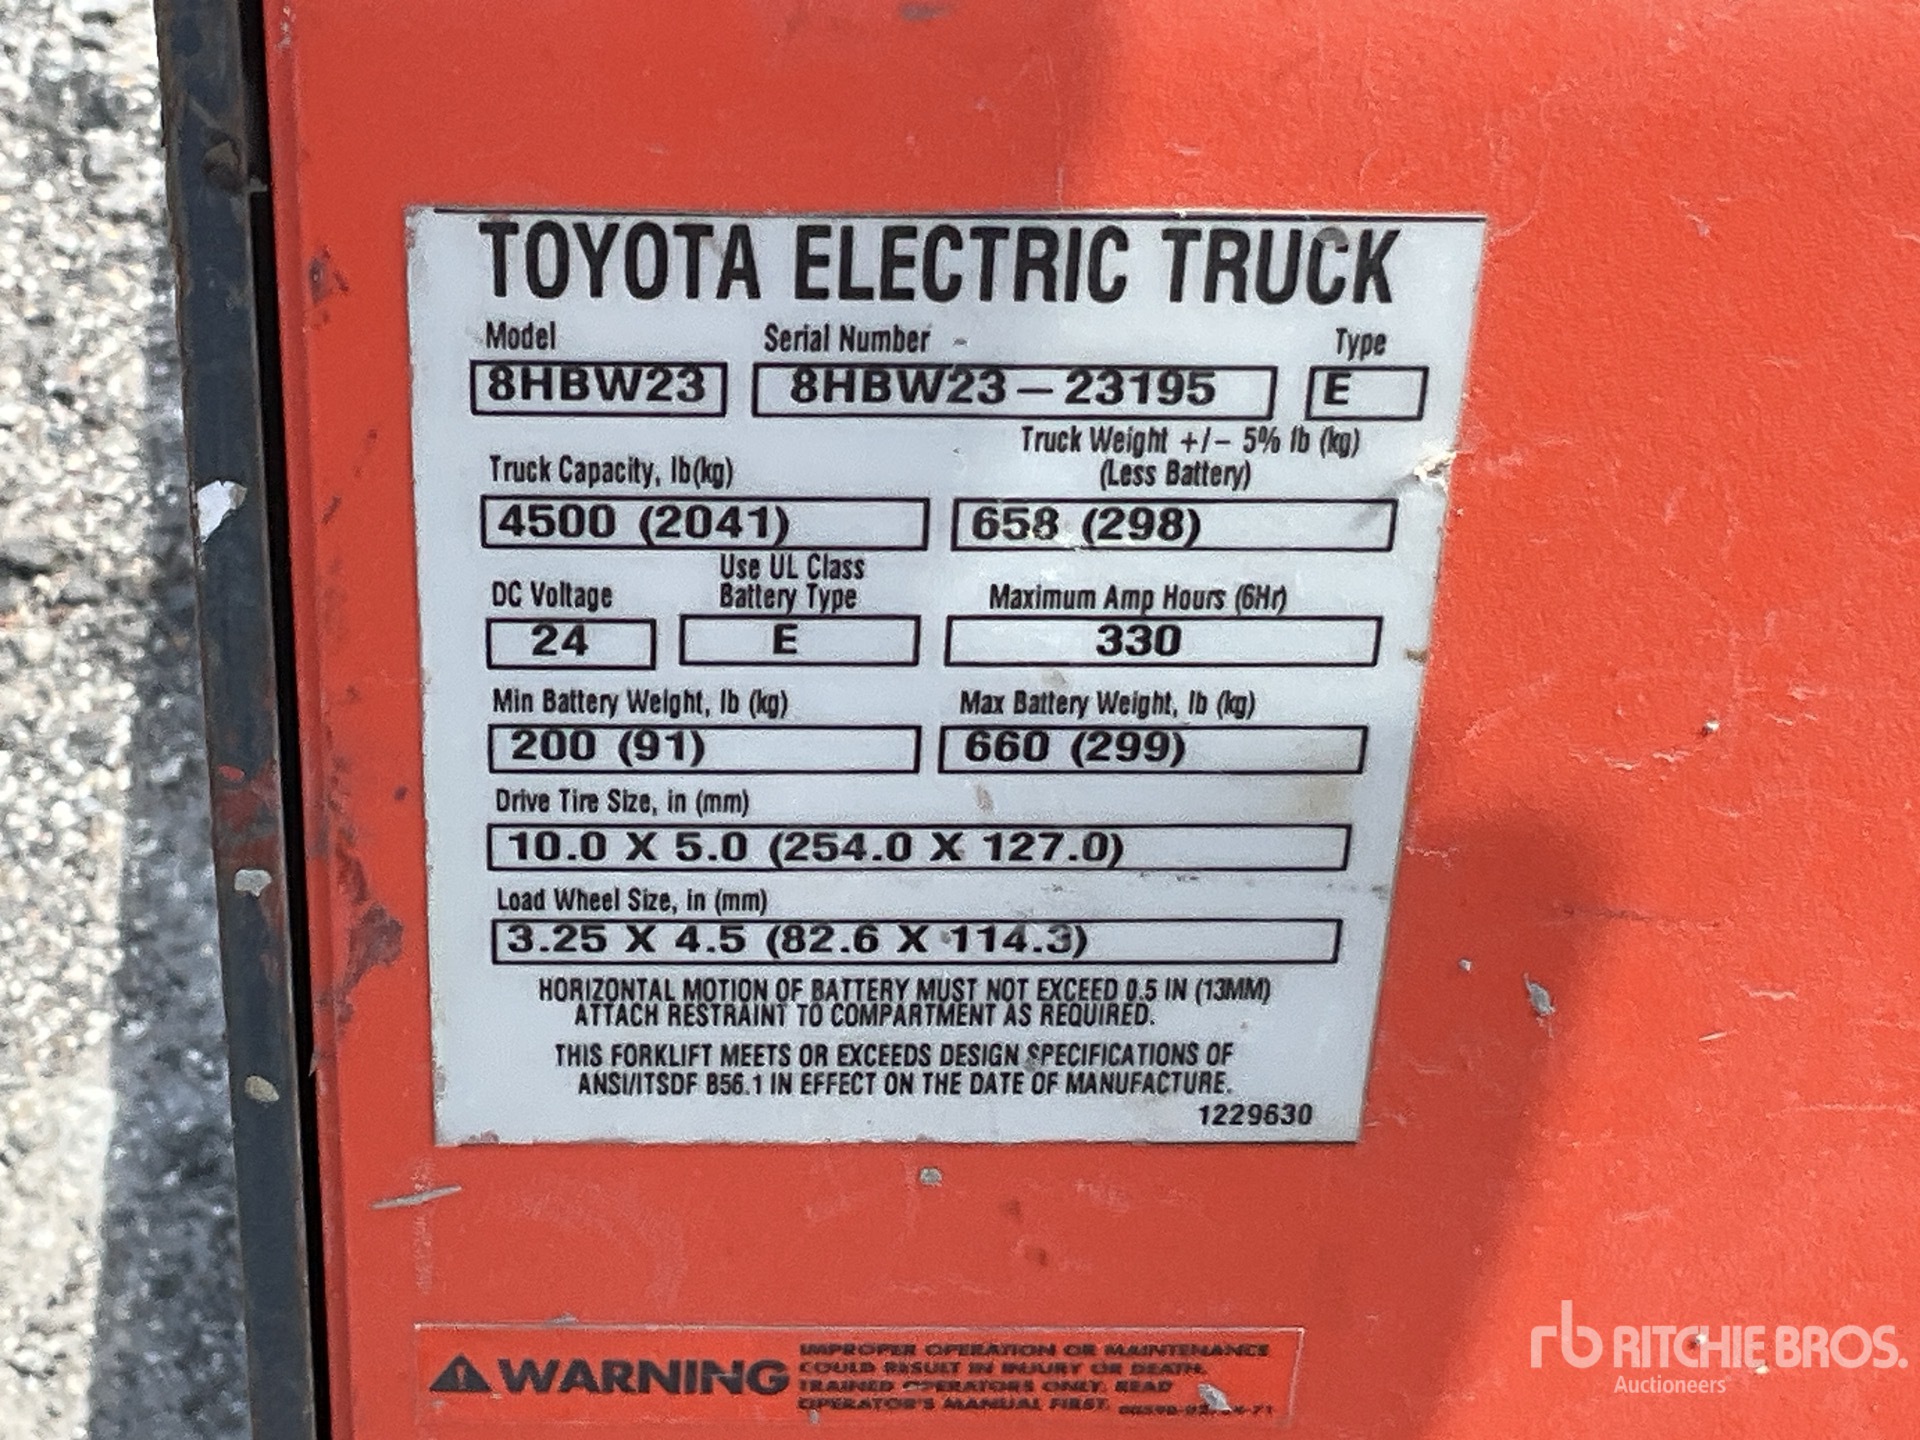 TOYOTA ELECTRIC TRUCK
Model Serial Number Type
8HBW23 8HBW23-23195 E
Truck Capacity, lb(kg) Truck Weight +/- 5% lb (kg)
(Less Battery)
4500 (2041) 658 (298)
DC Voltage Use UL Class
Battery Type Maximum Amp Hours (6Hr)
24 E 330
Min Battery Weight, lb (kg) Max Battery Weight, lb (kg)
200 (91) 660 (299)
Drive Tire Size, in (mm)
10.0 X 5.0 (254.0 X 127.0)
Load Wheel Size, in (mm)
3.25 X 4.5 (82.6 X 114.3)
HORIZONTAL MOTION OF BATTERY MUST NOT EXCEED 0.5 IN (13MM)
ATTACH RESTRAINT TO COMPARTMENT AS REQUIRED.
THIS FORKLIFT MEETS OR EXCEEDS DESIGN SPECIFICATIONS OF
ANSI/ITSDF B56.1 IN EFFECT ON THE DATE OF MANUFACTURE.
1229630
WARNING
IMPROPER OPERATION OR MAINTENANCE
COULD RESULT IN INJURY OR DEATH.
TRAINED OPERATORS ONLY. READ
OPERATOR'S MANUAL FIRST.
rb RITCHIE BROS.
Auctioneers